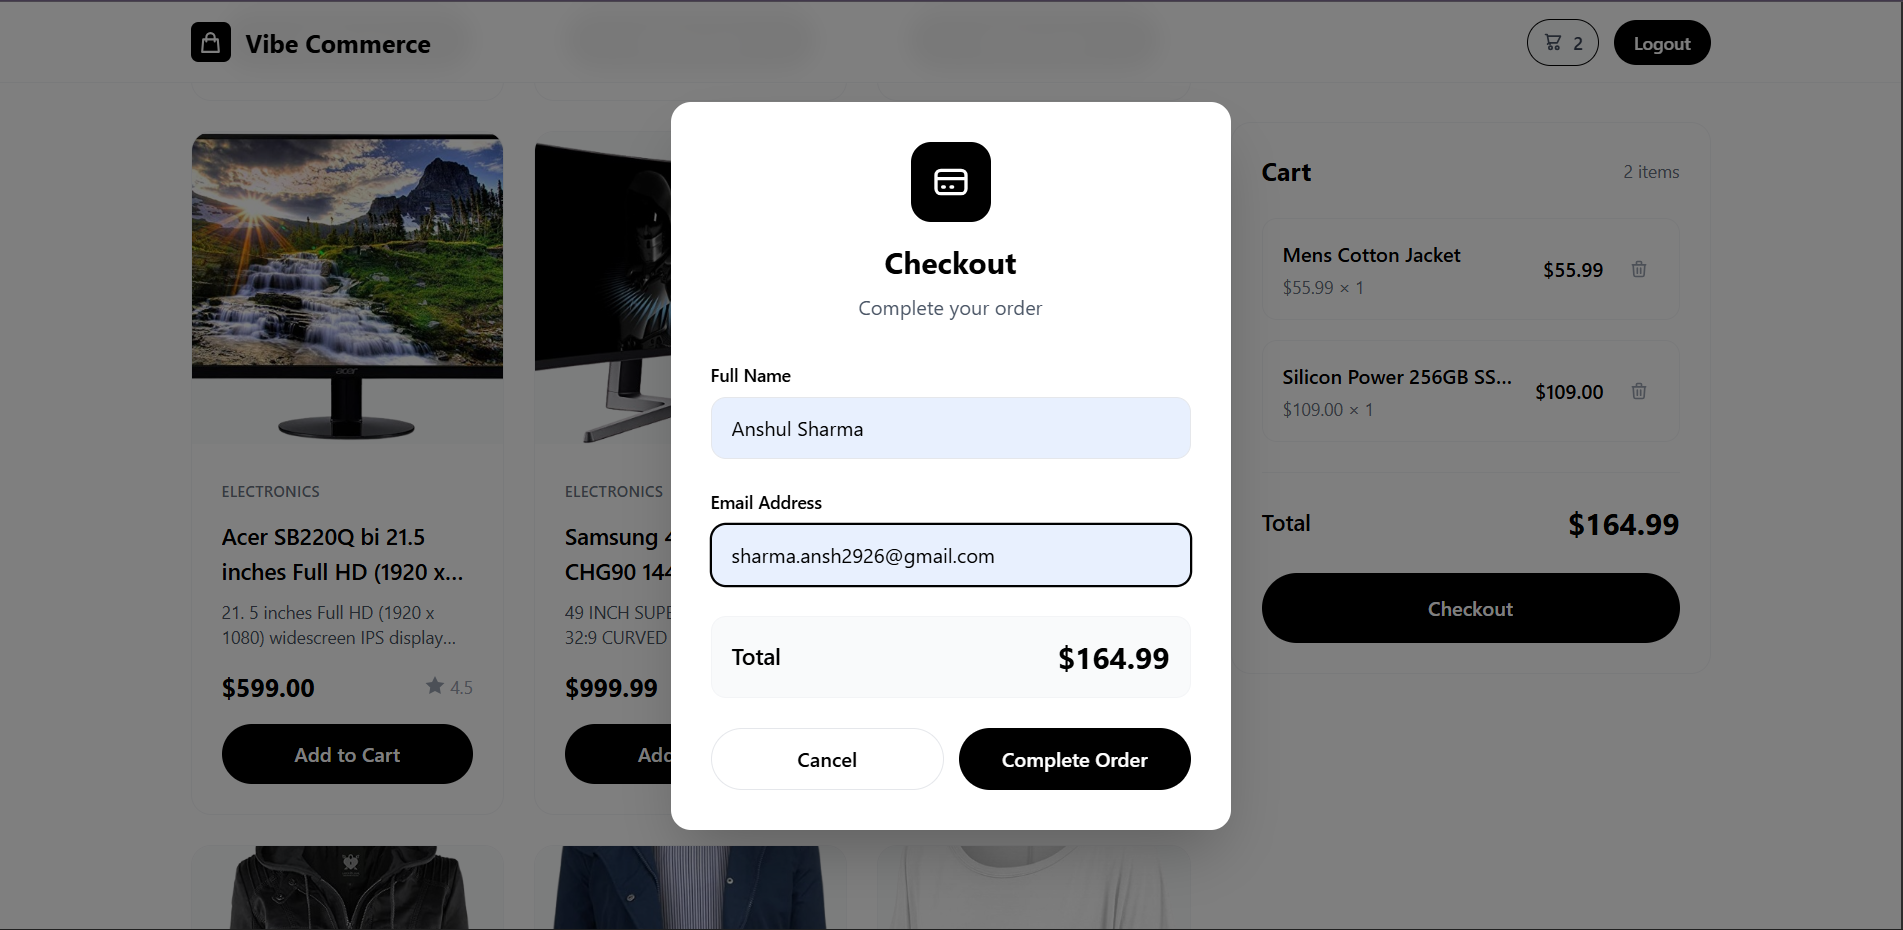 Vibe Commerce
2
Logout
acer
ELECTRONICS
Acer SB220Q bi 21.5
inches Full HD (1920 x...
21. 5 inches Full HD (1920 x
1080) widescreen IPS display...
$599.00
4.5
Add to Cart
ELECTRONICS
Samsung
CHG90
49 INCH
32:9 CURVED
$999.99
Checkout
Complete your order
Full Name
Anshul Sharma
Email Address
sharma.ansh2926@gmail.com
Total
$164.99
Cancel
Complete Order
Cart
2 items
Mens Cotton Jacket
$55.99
$55.99 × 1
Silicon Power 256GB SS...
$109.00
$109.00 × 1
Total
$164.99
Checkout